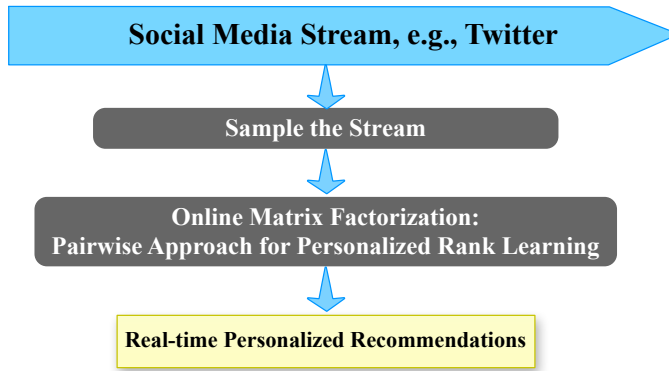 Social Media Stream, e.g., Twitter
Sample the Stream
Online Matrix Factorization:
Pairwise Approach for Personalized Rank Learning
Real-time Personalized Recommendations